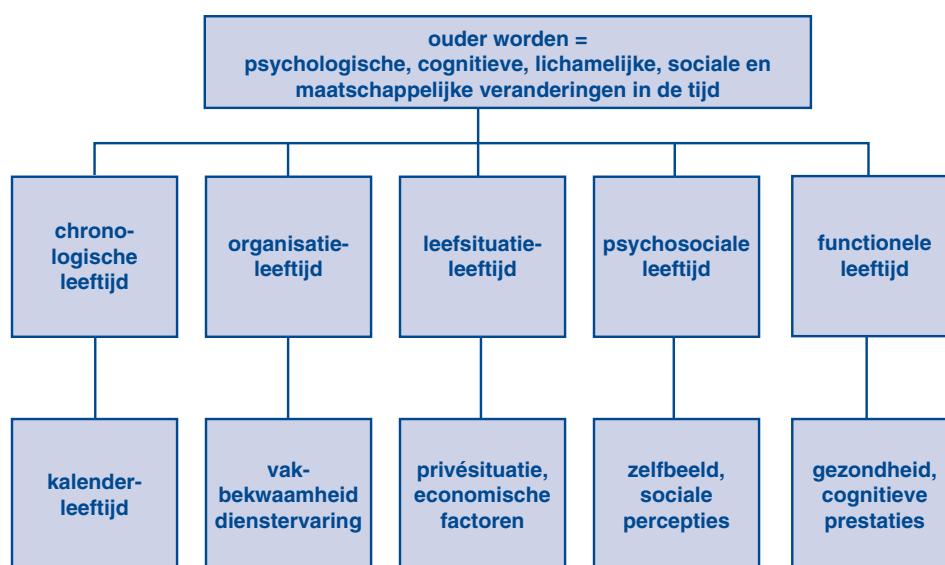 ouder worden =
psychologische, cognitieve, lichamelijke, sociale en
maatschappelijke veranderingen in de tijd
chrono-
logische
leeftijd
organisatie-
leeftijd
leefsituatie-
leeftijd
psychosociale
leeftijd
functionele
leeftijd
kalender-
leeftijd
vak-
bekwaamheid
dienstervaring
privésituatie,
economische
factoren
zelfbeeld,
sociale
percepties
gezondheid,
cognitieve
prestaties